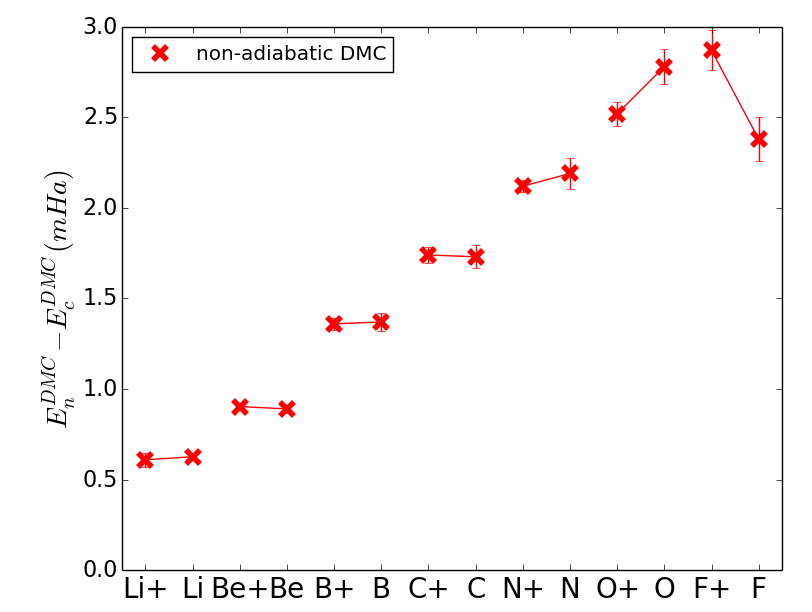 3.0
non-adiabatic DMC
2.5
2.0
1.5
1.0
0.5
0.0
E_n^{DMC} − E_c^{DMC} (mHa)
Li+ Li Be+ Be B+ B C+ C N+ N O+ O F+ F